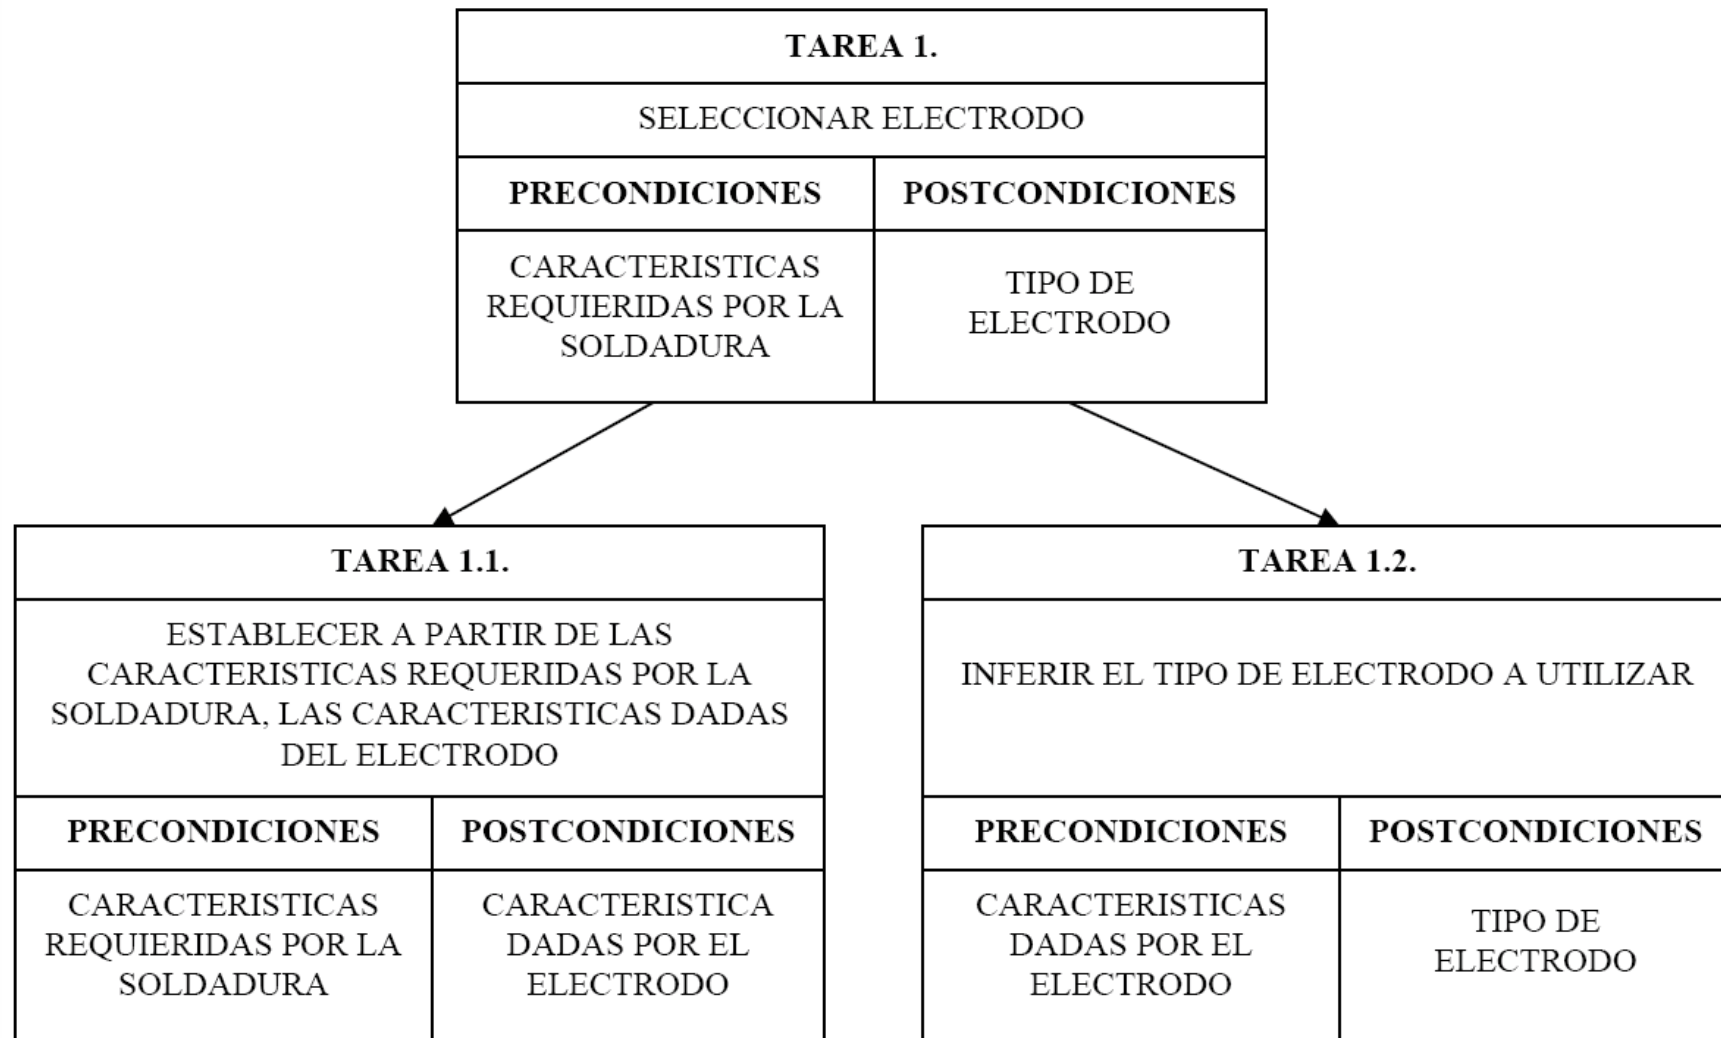 TAREA 1.
SELECCIONAR ELECTRODO
PRECONDICIONES
POSTCONDICIONES
CARACTERISTICAS
REQUIERIDAS POR LA
SOLDADURA
TIPO DE
ELECTRODO
TAREA 1.1.
ESTABLECER A PARTIR DE LAS
CARACTERISTICAS REQUERIDAS POR LA
SOLDADURA, LAS CARACTERISTICAS DADAS
DEL ELECTRODO
PRECONDICIONES
POSTCONDICIONES
CARACTERISTICAS
REQUIERIDAS POR LA
SOLDADURA
CARACTERISTICA
DADAS POR EL
ELECTRODO
TAREA 1.2.
INFERIR EL TIPO DE ELECTRODO A UTILIZAR
PRECONDICIONES
POSTCONDICIONES
CARACTERISTICAS
DADAS POR EL
ELECTRODO
TIPO DE
ELECTRODO